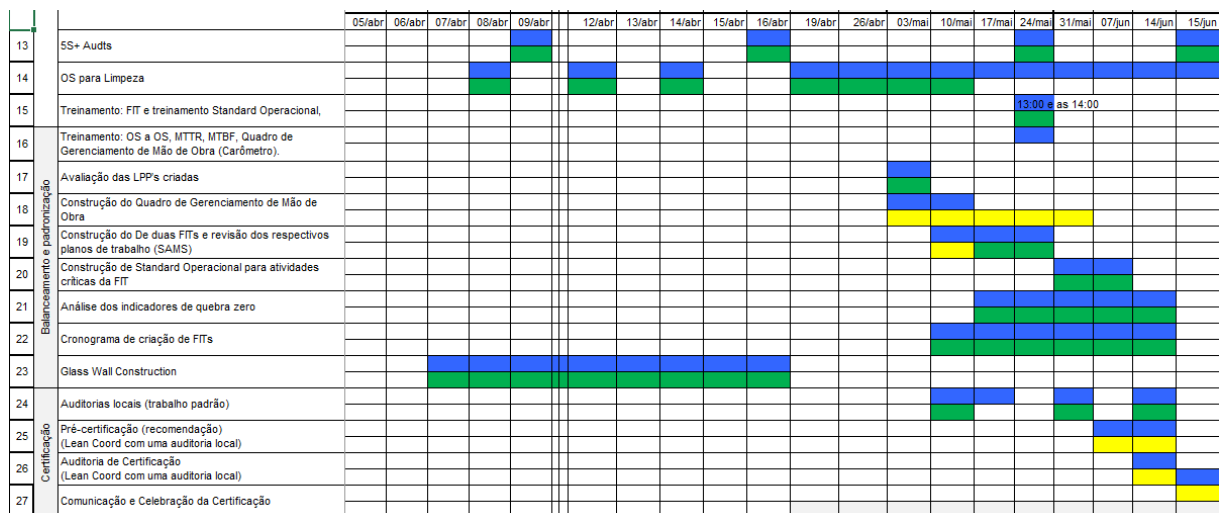 05/abr 06/abr 07/abr 08/abr 09/abr 12/abr 13/abr 14/abr 15/abr 16/abr 19/abr 26/abr 03/mai 10/mai 17/mai 24/mai 31/mai 07/jun 14/jun 15/jun
13 5S+ Audts
14 OS para Limpeza
15 Treinamento: FIT e treinamento Standard Operacional, 13:00 e as 14:00
Balanceamento e padronização
16 Treinamento: OS a OS, MTTR, MTBF, Quadro de
Gerenciamento de Mão de Obra (Carômetro).
17 Avaliação das LPP's criadas
18 Construção do Quadro de Gerenciamento de Mão de
Obra
19 Construção do De duas FITs e revisão dos respectivos
planos de trabalho (SAMS)
20 Construção de Standard Operacional para atividades
críticas da FIT
21 Análise dos indicadores de quebra zero
22 Cronograma de criação de FITs
23 Glass Wall Construction
Certificação
24 Auditorias locais (trabalho padrão)
25 Pré-certificação (recomendação)
(Lean Coord com uma auditoria local)
26 Auditoria de Certificação
(Lean Coord com uma auditoria local)
27 Comunicação e Celebração da Certificação